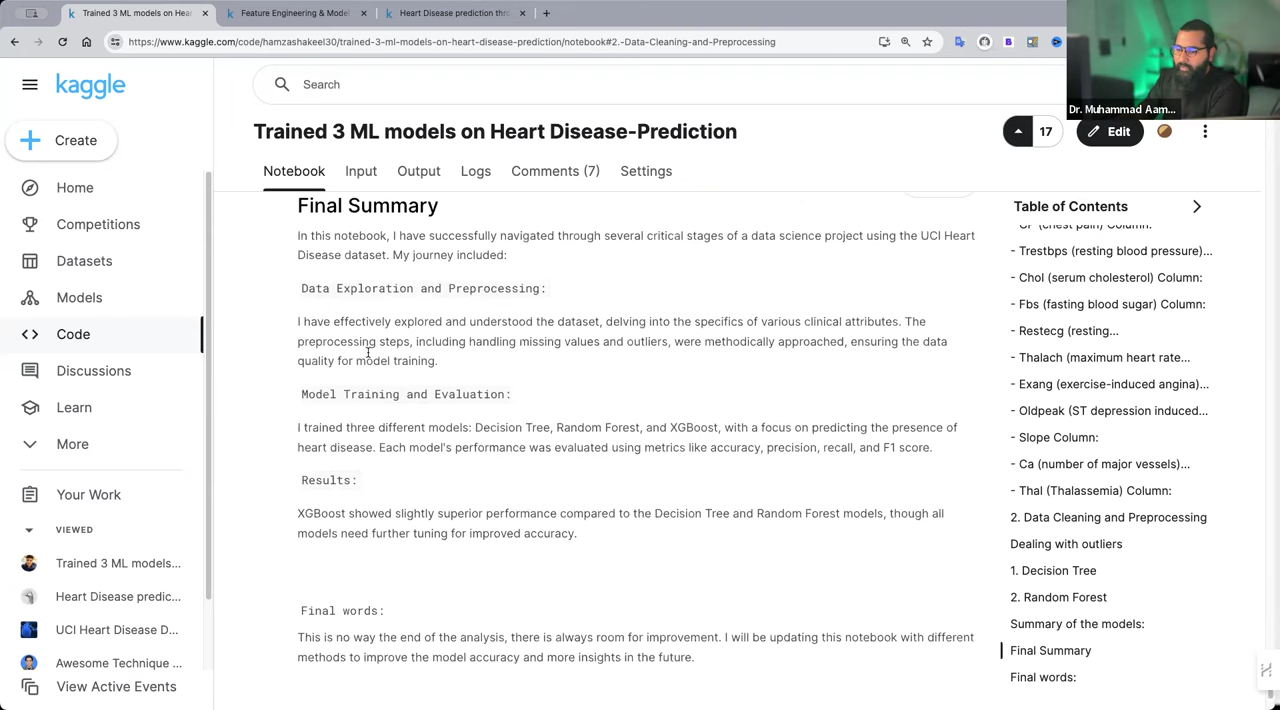 Trained 3 ML models on Hear
Feature Engineering & Model
Heart Disease prediction thro
https://www.kaggle.com/code/hamzashakeel30/trained-3-ml-models-on-heart-disease-prediction/notebook#2.-Data-Cleaning-and-Preprocessing
Dr. Muhammad Aam...
kaggle
Search
Create
Home
Competitions
Datasets
Models
Code
Discussions
Learn
More
Your Work
VIEWED
Trained 3 ML models...
Heart Disease predic...
UCI Heart Disease D...
Awesome Technique ...
View Active Events
Trained 3 ML models on Heart Disease-Prediction
17
Edit
Notebook
Input
Output
Logs
Comments (7)
Settings
Final Summary
In this notebook, I have successfully navigated through several critical stages of a data science project using the UCI Heart
Disease dataset. My journey included:
Data Exploration and Preprocessing:
I have effectively explored and understood the dataset, delving into the specifics of various clinical attributes. The
preprocessing steps, including handling missing values and outliers, were methodically approached, ensuring the data
quality for model training.
Model Training and Evaluation:
I trained three different models: Decision Tree, Random Forest, and XGBoost, with a focus on predicting the presence of
heart disease. Each model's performance was evaluated using metrics like accuracy, precision, recall, and F1 score.
Results:
XGBoost showed slightly superior performance compared to the Decision Tree and Random Forest models, though all
models need further tuning for improved accuracy.
Final words:
This is no way the end of the analysis, there is always room for improvement. I will be updating this notebook with different
methods to improve the model accuracy and more insights in the future.
Table of Contents
- CP (chest pain) Column:
- Trestbps (resting blood pressure)...
- Chol (serum cholesterol) Column:
- Fbs (fasting blood sugar) Column:
- Restecg (resting...
- Thalach (maximum heart rate...
- Exang (exercise-induced angina)...
- Oldpeak (ST depression induced...
- Slope Column:
- Ca (number of major vessels)...
- Thal (Thalassemia) Column:
2. Data Cleaning and Preprocessing
Dealing with outliers
1. Decision Tree
2. Random Forest
Summary of the models:
Final Summary
Final words: